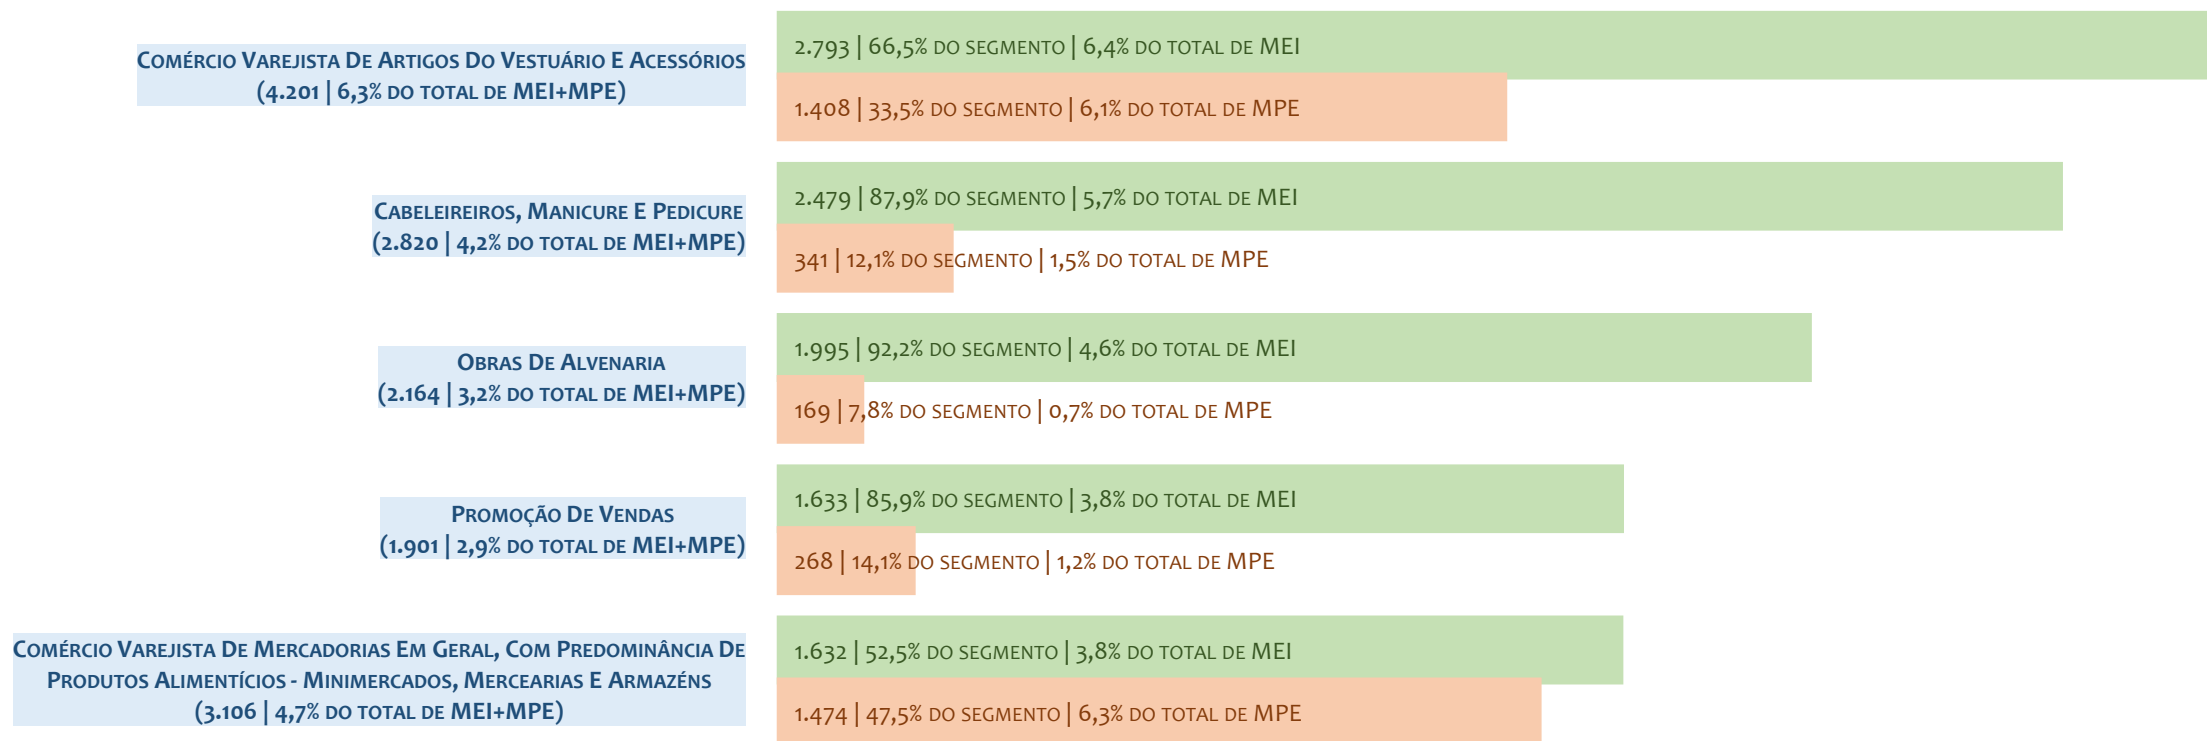 Comércio Varejista De Artigos Do Vestuário E Acessórios
(4.201 | 6,3% do total de MEI+MPE)
2.793 | 66,5% do segmento | 6,4% do total de MEI
1.408 | 33,5% do segmento | 6,1% do total de MPE
Cabeleireiros, Manicure E Pedicure
(2.820 | 4,2% do total de MEI+MPE)
2.479 | 87,9% do segmento | 5,7% do total de MEI
341 | 12,1% do segmento | 1,5% do total de MPE
Obras De Alvenaria
(2.164 | 3,2% do total de MEI+MPE)
1.995 | 92,2% do segmento | 4,6% do total de MEI
169 | 7,8% do segmento | 0,7% do total de MPE
Promoção De Vendas
(1.901 | 2,9% do total de MEI+MPE)
1.633 | 85,9% do segmento | 3,8% do total de MEI
268 | 14,1% do segmento | 1,2% do total de MPE
Comércio Varejista De Mercadorias Em Geral, Com Predominância De
Produtos Alimentícios - Minimercados, Mercearias E Armazéns
(3.106 | 4,7% do total de MEI+MPE)
1.632 | 52,5% do segmento | 3,8% do total de MEI
1.474 | 47,5% do segmento | 6,3% do total de MPE